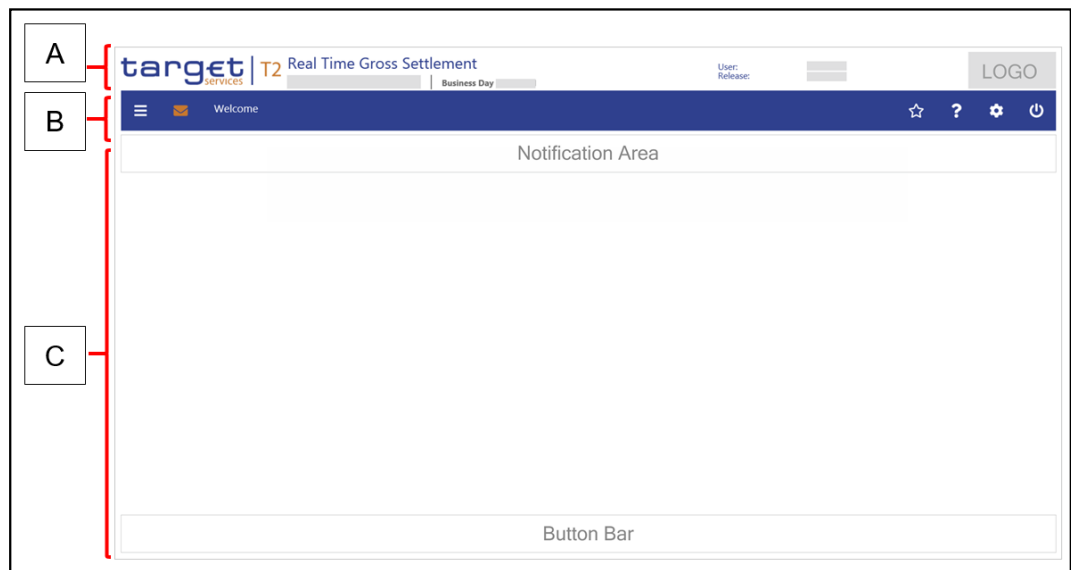 A
target
services
T2
Real Time Gross Settlement
Business Day
User:
Release:
LOGO
B
Welcome
?
Notification Area
C
Button Bar